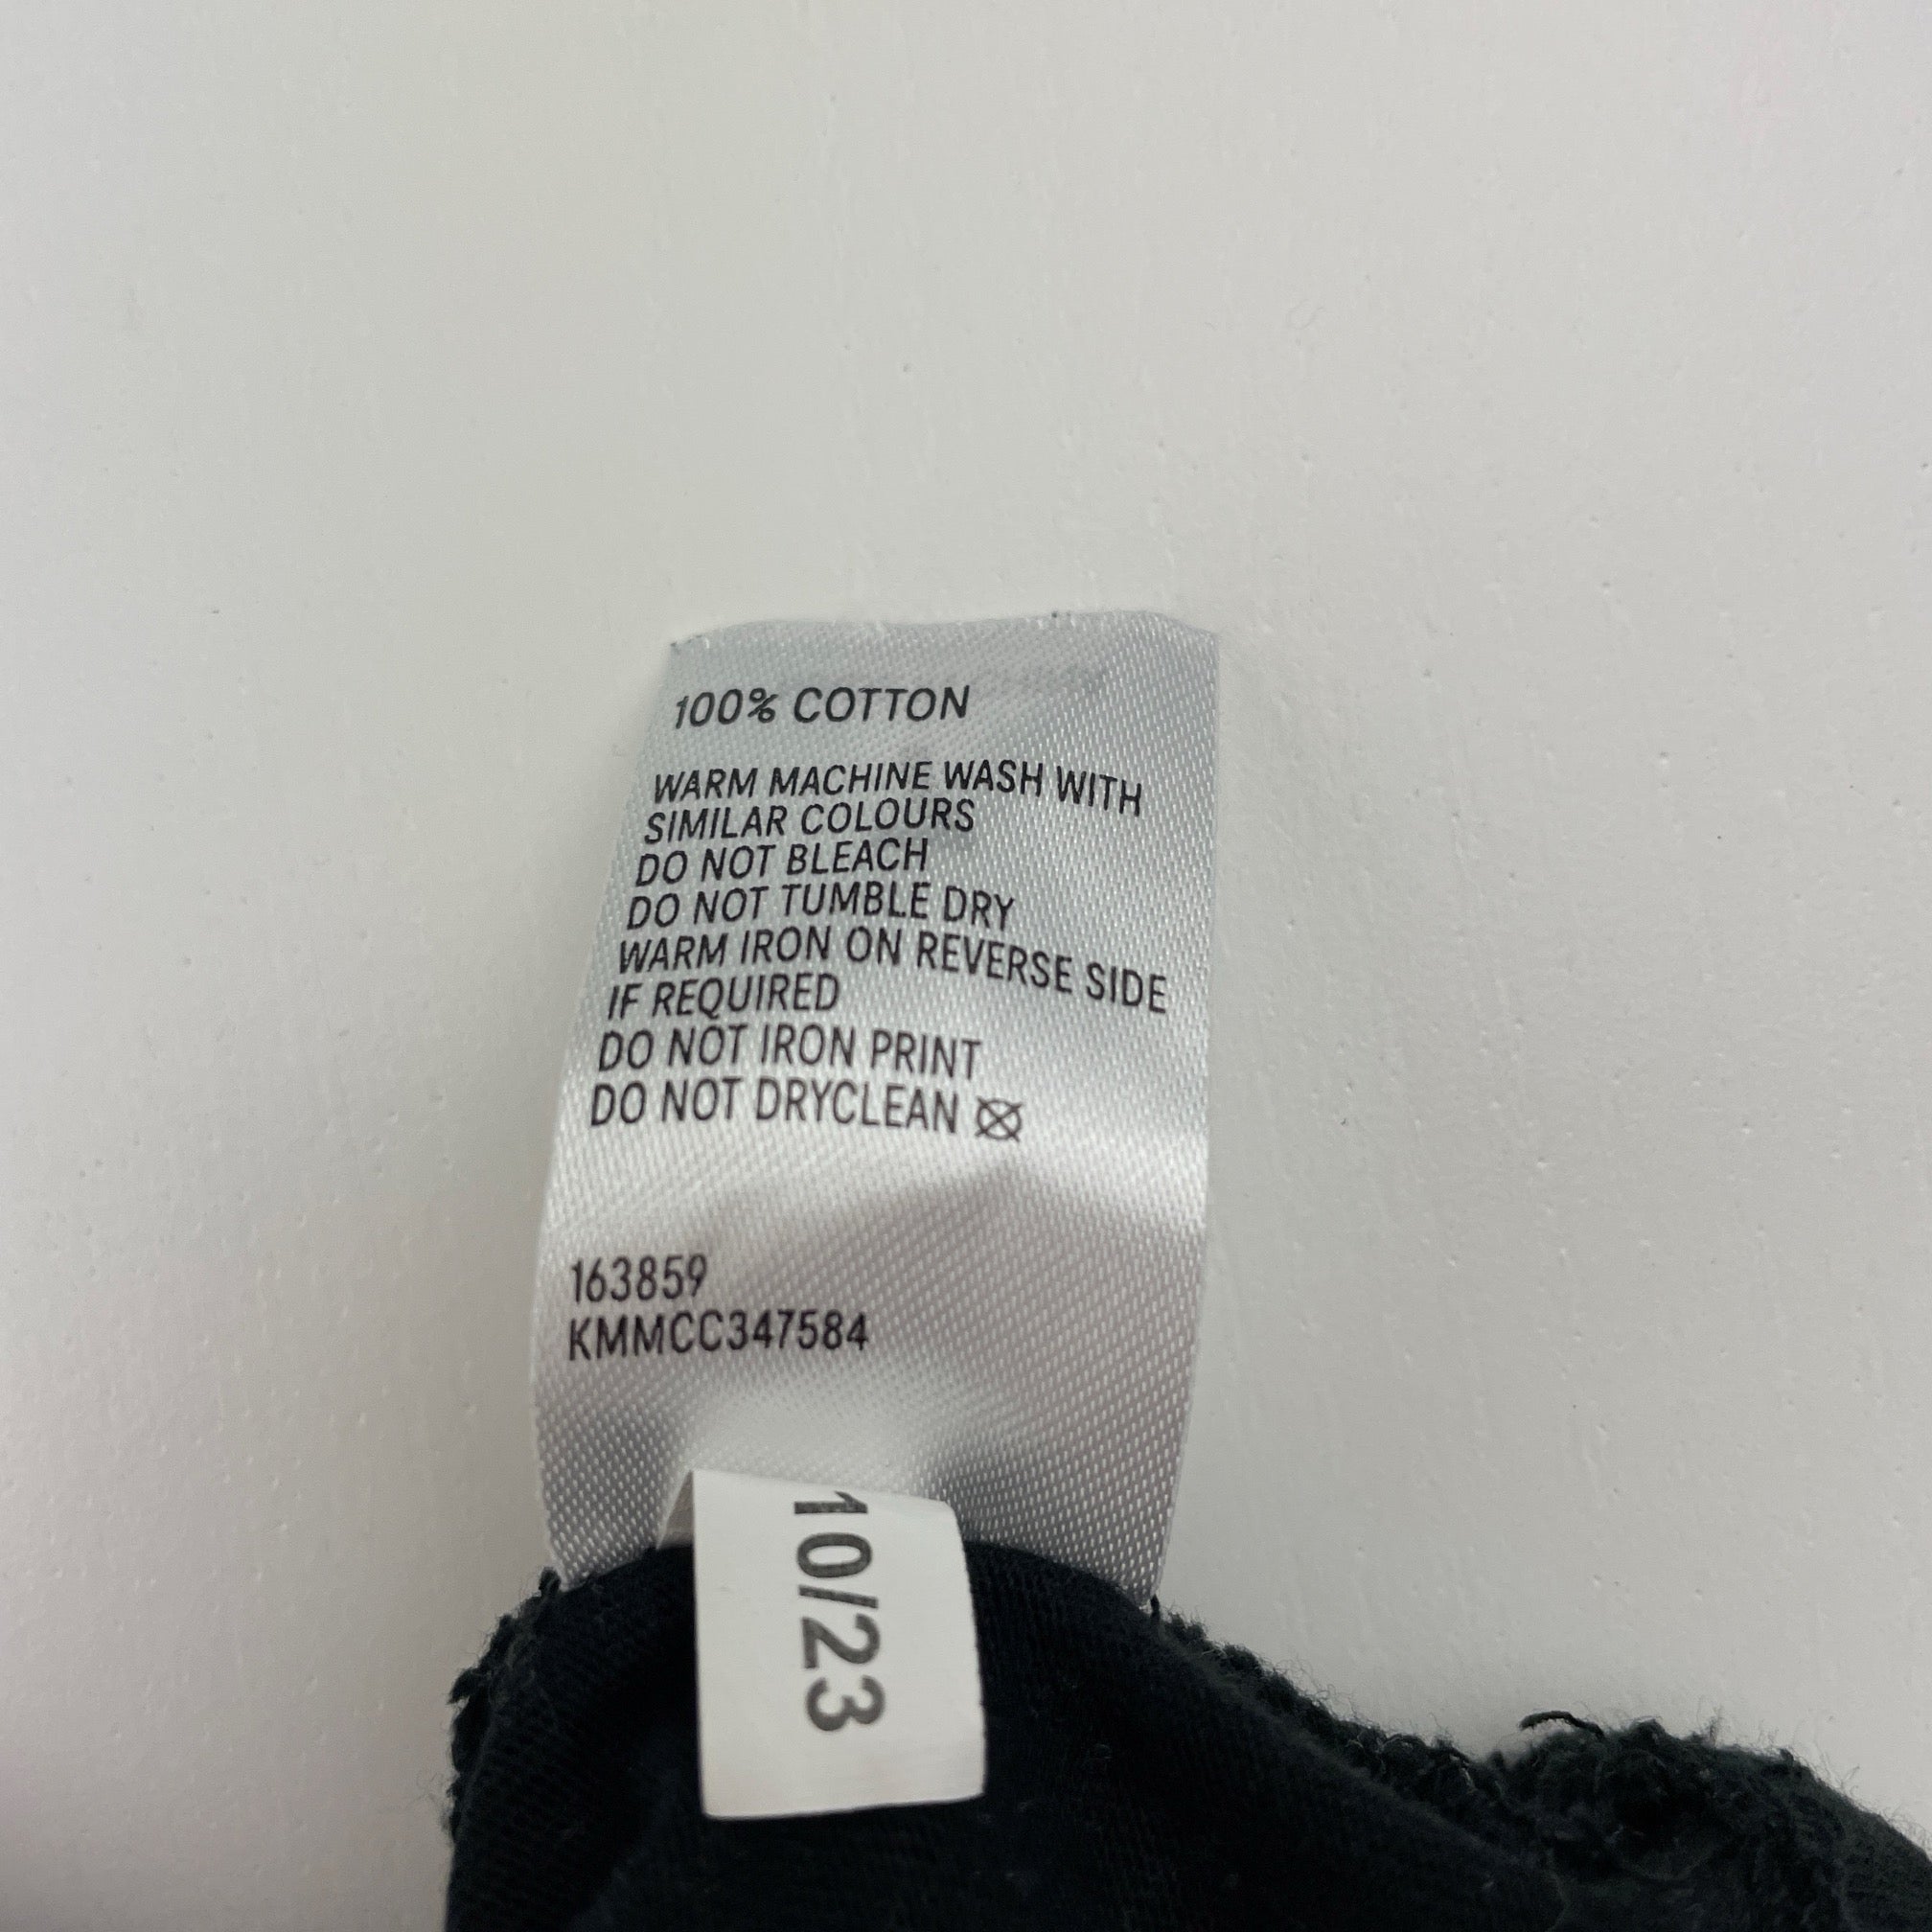 100% COTTON
WARM MACHINE WASH WITH
SIMILAR COLOURS
DO NOT BLEACH
DO NOT TUMBLE DRY
WARM IRON ON REVERSE SIDE
IF REQUIRED
DO NOT IRON PRINT
DO NOT DRYCLEAN
163859
KMMCC347584
10/23